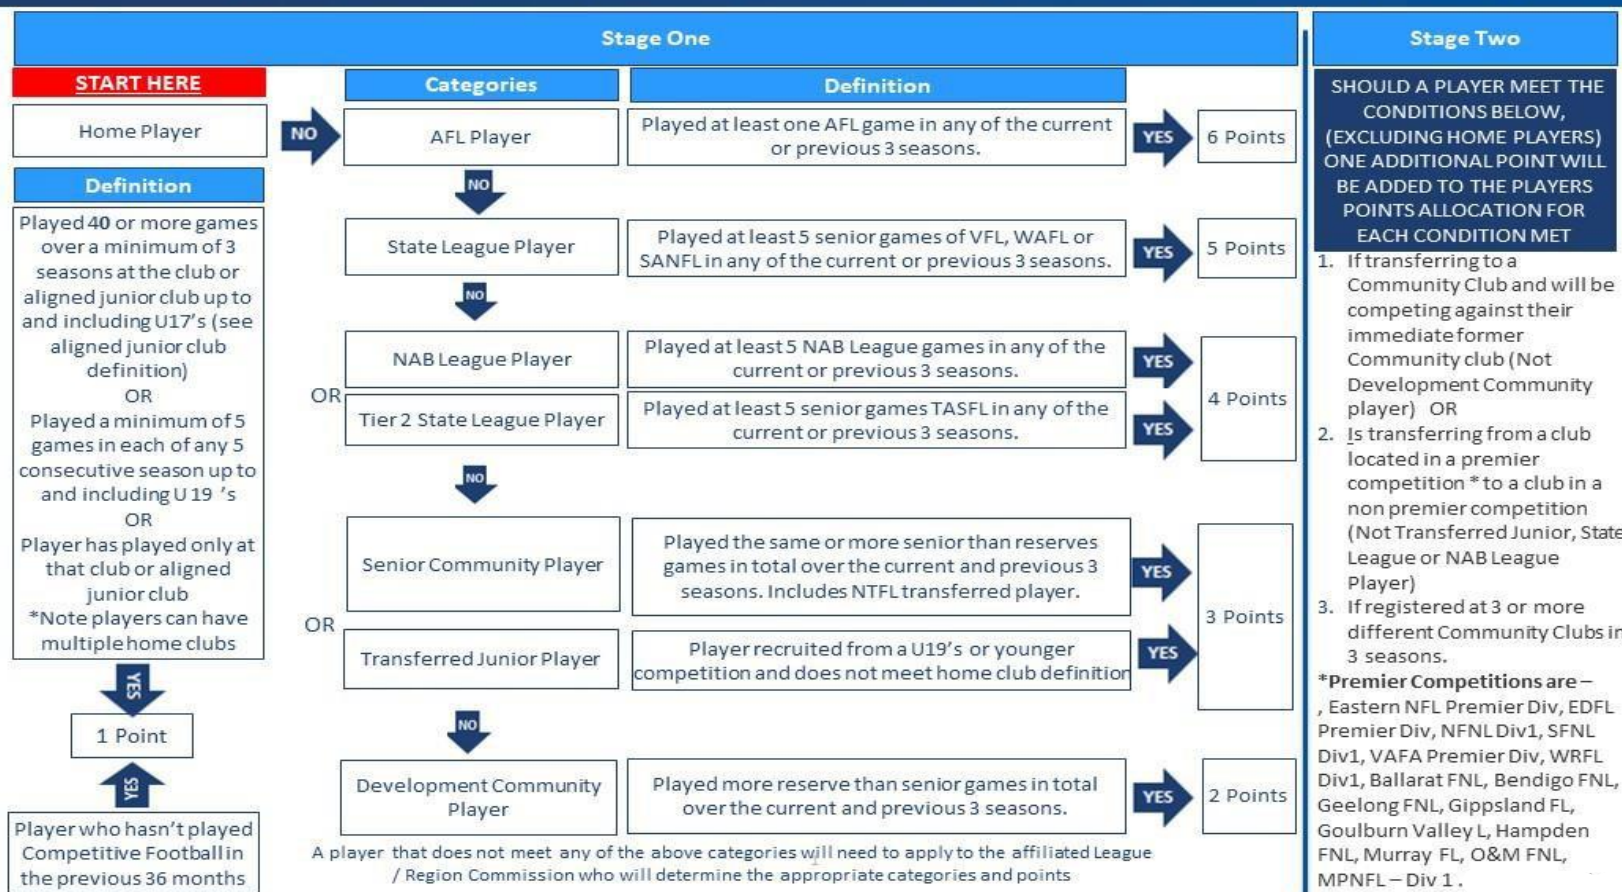 Stage One
START HERE
Home Player
Definition
Played 40 or more games
over a minimum of 3
seasons at the club or
aligned junior club up to
and including U17's (see
aligned junior club
definition)
OR
Played a minimum of 5
games in each of any 5
consecutive season up to
and including U 19 's
OR
Player has played only at
that club or aligned
junior club
*Note players can have
multiple home clubs
YES
1 Point
YES
Player who hasn't played
Competitive Football in
the previous 36 months
NO
Categories
Definition
AFL Player
Played at least one AFL game in any of the current
or previous 3 seasons.
YES
6 Points
NO
State League Player
Played at least 5 senior games of VFL, WAFL or
SANFL in any of the current or previous 3 seasons.
YES
5 Points
NO
NAB League Player
Played at least 5 NAB League games in any of the
current or previous 3 seasons.
YES
OR
Tier 2 State League Player
Played at least 5 senior games TASFL in any of the
current or previous 3 seasons.
YES
4 Points
NO
Senior Community Player
Played the same or more senior than reserves
games in total over the current and previous 3
seasons. Includes NTFL transferred player.
YES
OR
Transferred Junior Player
Player recruited from a U19's or younger
competition and does not meet home club definition
YES
3 Points
NO
Development Community
Player
Played more reserve than senior games in total
over the current and previous 3 seasons.
YES
2 Points
A player that does not meet any of the above categories will need to apply to the affiliated League
/ Region Commission who will determine the appropriate categories and points
Stage Two
SHOULD A PLAYER MEET THE
CONDITIONS BELOW,
(EXCLUDING HOME PLAYERS)
ONE ADDITIONAL POINT WILL
BE ADDED TO THE PLAYERS
POINTS ALLOCATION FOR
EACH CONDITION MET
1. If transferring to a
Community Club and will be
competing against their
immediate former
Community club (Not
Development Community
player) OR
2. Is transferring from a club
located in a premier
competition * to a club in a
non premier competition
(Not Transferred Junior, State
League or NAB League
Player)
3. If registered at 3 or more
different Community Clubs in
3 seasons.
*Premier Competitions are –
, Eastern NFL Premier Div, EDFL
Premier Div, NFNL Div1, SFNL
Div1, VAFA Premier Div, WRFL
Div1, Ballarat FNL, Bendigo FNL,
Geelong FNL, Gippsland FL,
Goulburn Valley L, Hampden
FNL, Murray FL, O&M FNL,
MPNFL – Div 1 .